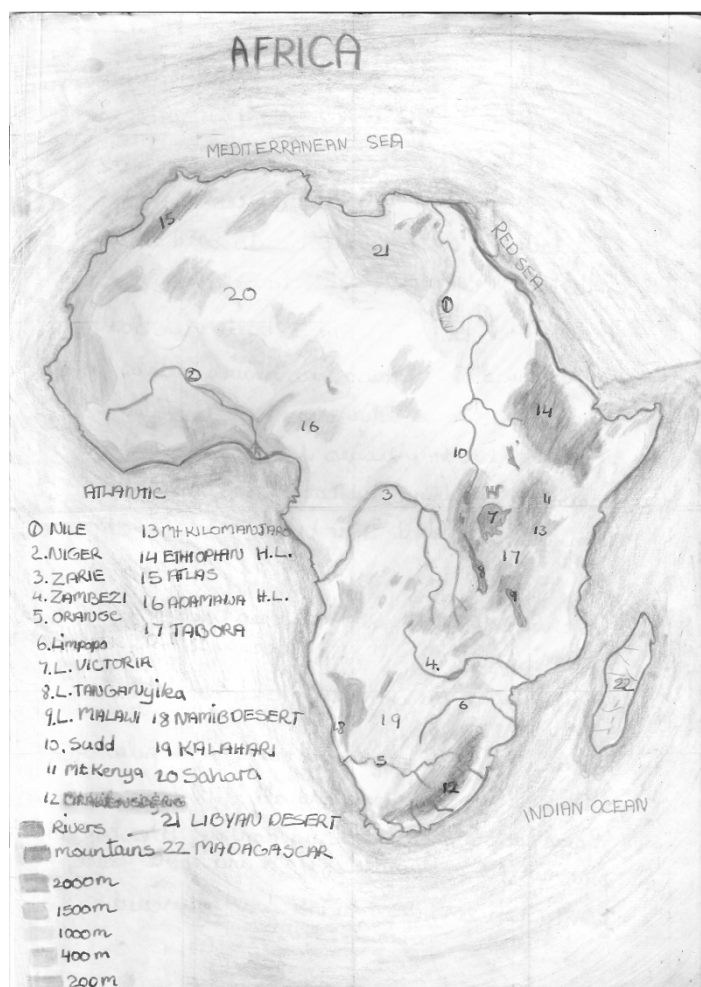 AFRICA
MEDITERRANEAN SEA
RED SEA
15
21
20
1
2
14
16
10
ATLANTIC
3
7
11
13
17
8
9
4.
22
18
19
6
5
12
INDIAN OCEAN
1 NILE
2. NIGER
3. ZARIE
4. ZAMBEZI
5. ORANGE
6. Limpopo
7. L. VICTORIA
8. L. TANGANyika
9. L. MALAWI
10. Sudd
11 Mt Kenya
12 DRAKENSBERG
13 Mt KILOMANJARO
14 ETHIOPIAN H.L.
15 ATLAS
16 ADAMAWA H.L.
17 TABORA
18 NAMIB DESERT
19 KALAHARI
20 Sahara
21 LIBYAN DESERT
22 MADAGASCAR
Rivers
mountains
2000m
1500m
1000m
400m
200m